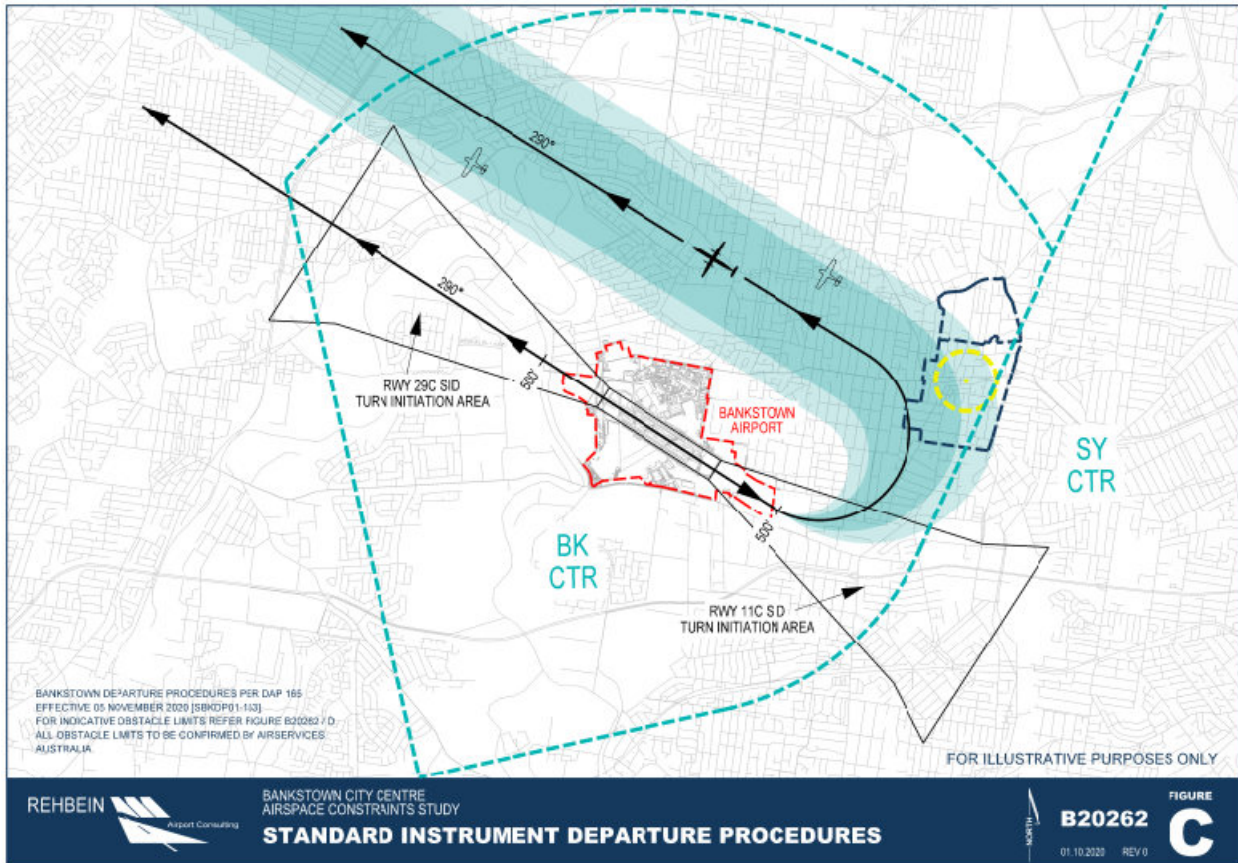 290°
290°
500'
RWY 29C SID
TURN INITIATION AREA
BANKSTOWN
AIRPORT
SY
CTR
500'
BK
CTR
RWY 11C S D
TURN INITIATION AREA
BANKSTOWN DEPARTURE PROCEDURES PER DAP 165
EFFECTIVE 05 NOVEMBER 2020
FOR INDICATIVE OBSTACLE LIMITS REFER FIGURE B20262 / D
ALL OBSTACLE LIMITS TO BE CONFIRMED BY AIRSERVICES
AUSTRALIA
FOR ILLUSTRATIVE PURPOSES ONLY
REHBEIN
Airport Consulting
BANKSTOWN CITY CENTRE
AIRSPACE CONSTRAINTS STUDY
STANDARD INSTRUMENT DEPARTURE PROCEDURES
NORTH
B20262
01.10.2020 REV 0
FIGURE
C